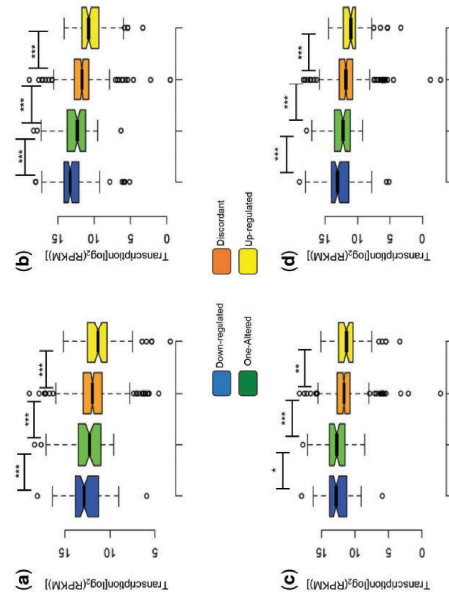 (a)
Transcription[log₂(RPKM)]
15
10
5
***
***
***
(b)
Transcription[log₂(RPKM)]
15
10
5
0
***
***
***
Down-regilated
Discordant
One-Altered
Up-regulated
(c)
Transcription[log₂(RPKM)]
15
10
5
0
*
***
**
(d)
Transcription[log₂(RPKM)]
15
10
5
0
***
***
***